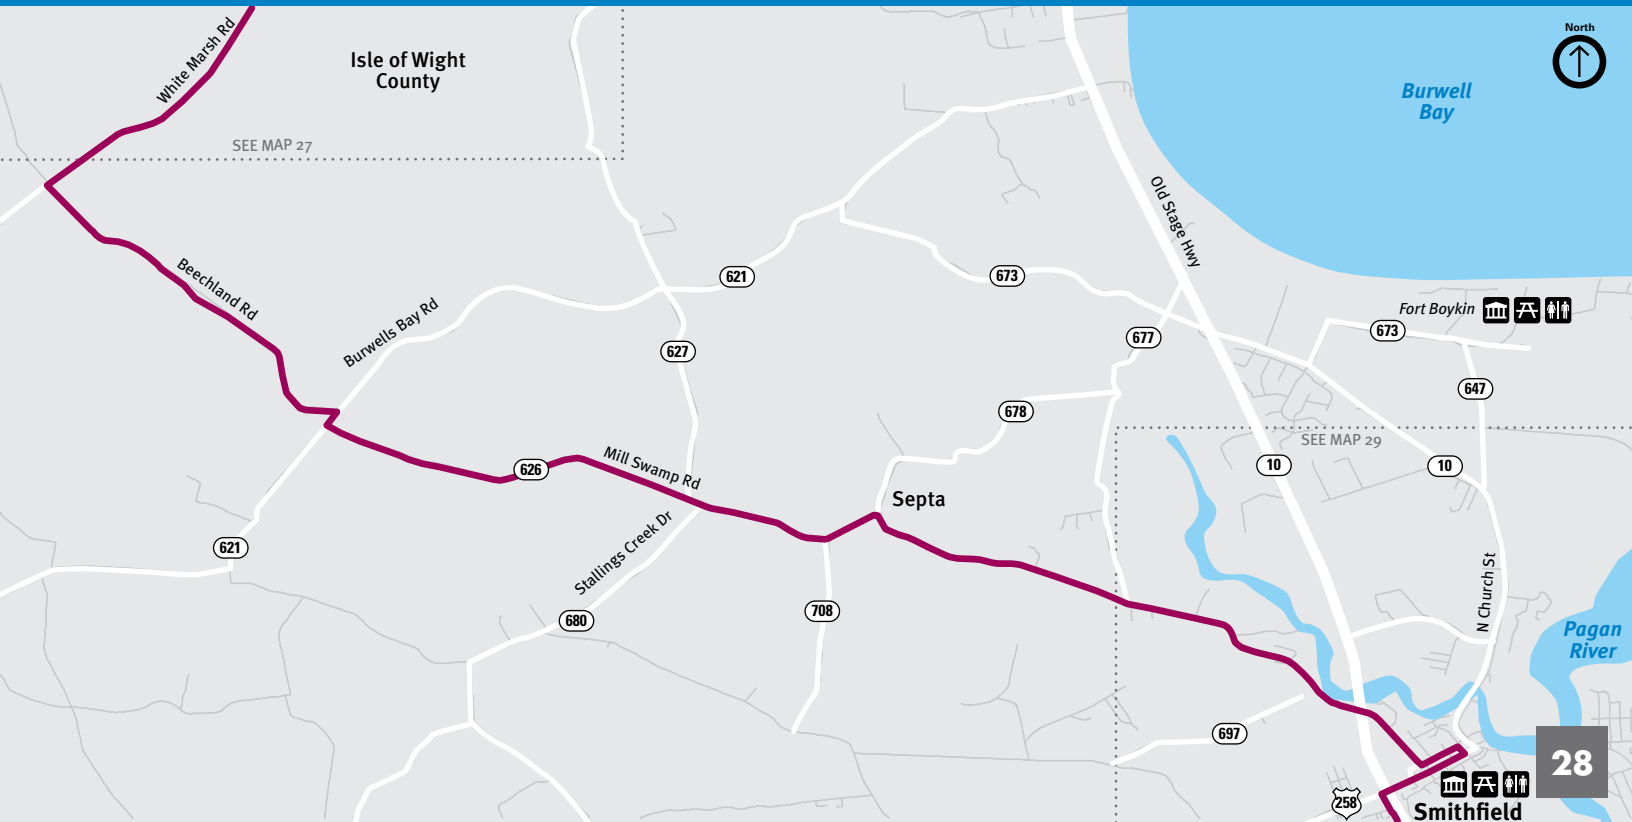 White Marsh Rd
Isle of Wight
County
North
Burwell
Bay
SEE MAP 27
Old Stage Hwy
Beechland Rd
621
673
Burwells Bay Rd
Fort Boykin
673
677
627
647
678
SEE MAP 29
Mill Swamp Rd
626
10
10
Septa
Stallings Creek Dr
621
N Church St
680
708
Pagan
River
697
28
258
Smithfield